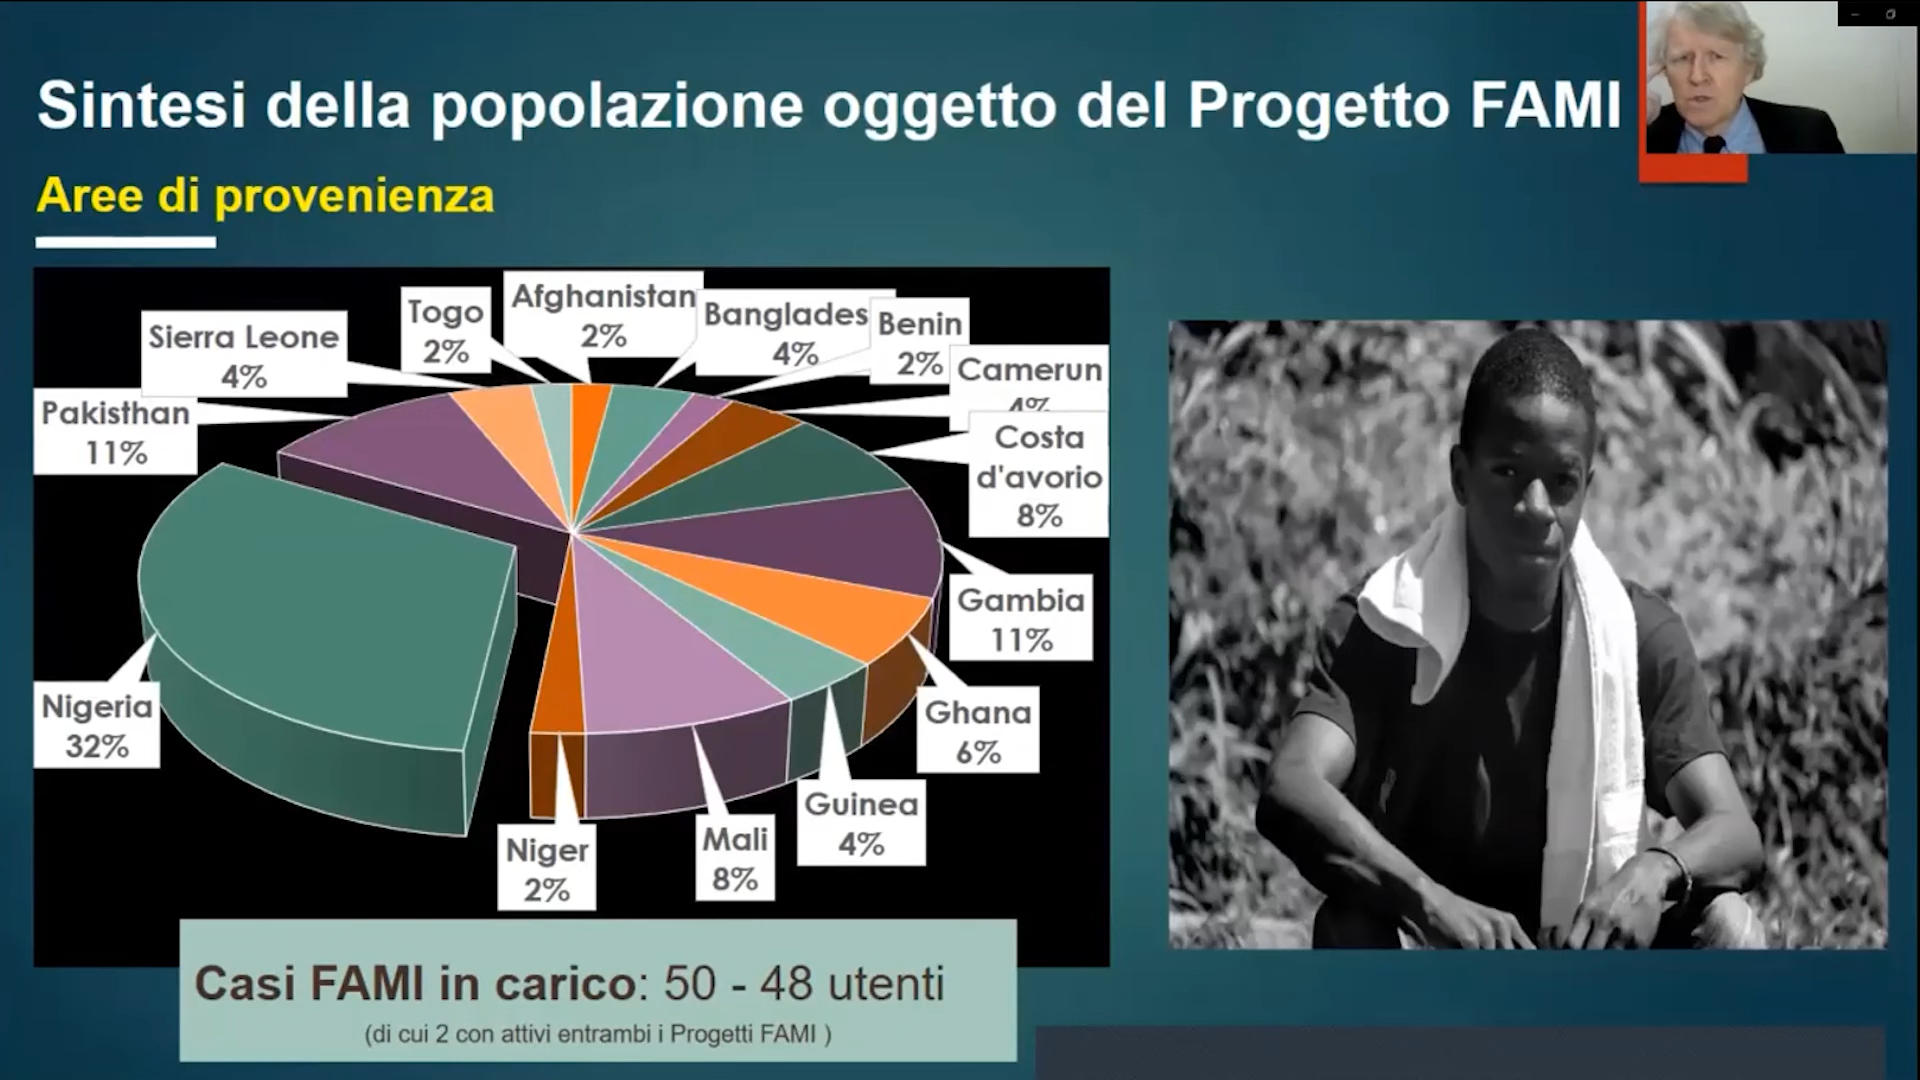 Sintesi della popolazione oggetto del Progetto FAMI
Aree di provenienza
Togo
2%
Afghanistan
2%
Banglades
4%
Benin
2%
Camerun
4%
Costa
d'avorio
8%
Gambia
11%
Ghana
6%
Guinea
4%
Mali
8%
Niger
2%
Nigeria
32%
Pakisthan
11%
Sierra Leone
4%
Casi FAMI in carico: 50 - 48 utenti
(di cui 2 con attivi entrambi i Progetti FAMI )